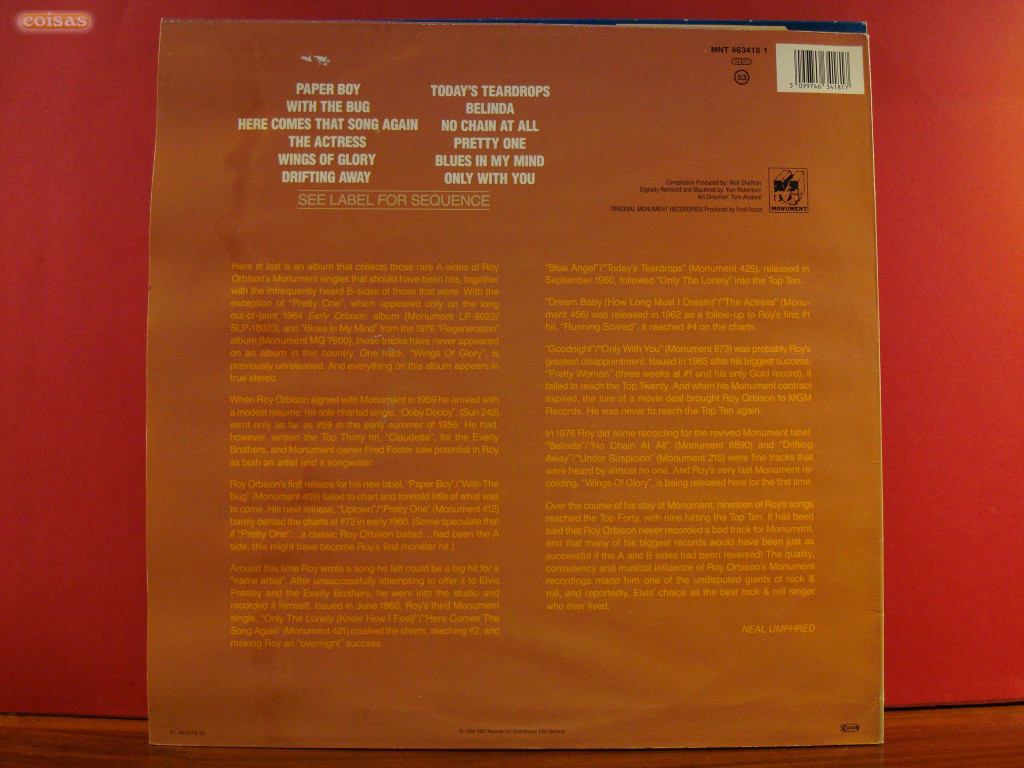 coisas
MNT 463418 1
53
5 099746 341817
PAPER BOY
WITH THE BUG
HERE COMES THAT SONG AGAIN
THE ACTRESS
WINGS OF GLORY
DRIFTING AWAY
TODAY'S TEARDROPS
BELINDA
NO CHAIN AT ALL
PRETTY ONE
BLUES IN MY MIND
ONLY WITH YOU
SEE LABEL FOR SEQUENCE
Compilation Produced by: Nick Shaffran
Digitally Remixed and Mastered by: Ken Robertson
Art Direction: Tom
ORIGINAL MONUMENT RECORDINGS Produced by Fred Foster
MONUMENT
Here at last is an album that collects those rare A-sides of Roy
Orbison's Monument singles that should have been hits, together
with the infrequently heard B-sides of those that were. With the
exception of "Pretty One", which appeared only on the long
out-of-print 1964 Early Orbison album (Monument LP-8023/
SLP-18023), and "Blues In My Mind" from the 1976 "Regeneration"
album (Monument MG 7600), these tracks have never appeared
on an album in this country. One track, "Wings Of Glory", is
previously unreleased. And everything on this album appears in
true stereo.
When Roy Orbison signed with Monument in 1959 he arrived with
a modest resume: his sole charted single, "Ooby Dooby", (Sun 242)
went only as far as #59 in the early summer of 1956. He had,
however, written the Top Thirty hit, "Claudette", for the Everly
Brothers, and Monument owner Fred Foster saw potential in Roy
as both an artist and a songwriter.
Roy Orbison's first release for his new label, "Paper Boy"/"With The
Bug" (Monument 409) failed to chart and foretold little of what was
to come. His next release, "Uptown"/"Pretty One" (Monument 412)
barely dented the charts at #72 in early 1960. (Some speculate that
if "Pretty One"...a classic Roy Orbison ballad...had been the A
side, this might have become Roy's first monster hit.)
Around this time Roy wrote a song he felt could be a big hit for a
"name artist". After unsuccessfully attempting to offer it to Elvis
Presley and the Everly Brothers, he went into the studio and
recorded it himself. Issued in June 1960, Roy's third Monument
single, "Only The Lonely (Know How I Feel)"/"Here Comes The
Song Again" (Monument 421) crashed the charts, reaching #2, and
making Roy an "overnight" success.
"Blue Angel"/"Today's Teardrops" (Monument 425), released in
September 1960, followed "Only The Lonely" into the Top Ten.
"Dream Baby (How Long Must I Dream)"/"The Actress" (Monu-
ment 456) was released in 1962 as a follow-up to Roy's first #1
hit, "Running Scared". It reached #4 on the charts.
"Goodnight"/"Only With You" (Monument 873) was probably Roy's
greatest disappointment. Issued in 1965 after his biggest success,
"Pretty Woman" (three weeks at #1 and his only Gold record), it
failed to reach the Top Twenty. And when his Monument contract
expired, the lure of a movie deal brought Roy Orbison to MGM
Records. He was never to reach the Top Ten again.
In 1976 Roy did some recording for the revived Monument label.
"Belinda"/"No Chain At All" (Monument 8690) and "Drifting
Away"/"Under Suspicion" (Monument 215) were fine tracks that
were heard by almost no one. And Roy's very last Monument re-
cording, "Wings Of Glory", is being released here for the first time.
Over the course of his stay at Monument, nineteen of Roy's songs
reached the Top Forty, with nine hitting the Top Ten. It has been
said that Roy Orbison never recorded a bad track for Monument,
and that many of his biggest records would have been just as
successful if the A and B sides had been reversed! The quality,
consistency and musical influence of Roy Orbison's Monument
recordings made him one of the undisputed giants of rock &
roll, and reportedly, Elvis' choice as the best rock & roll singer
who ever lived.
NEAL UMPHRED
CBS Records Inc. Distribution CBS Records